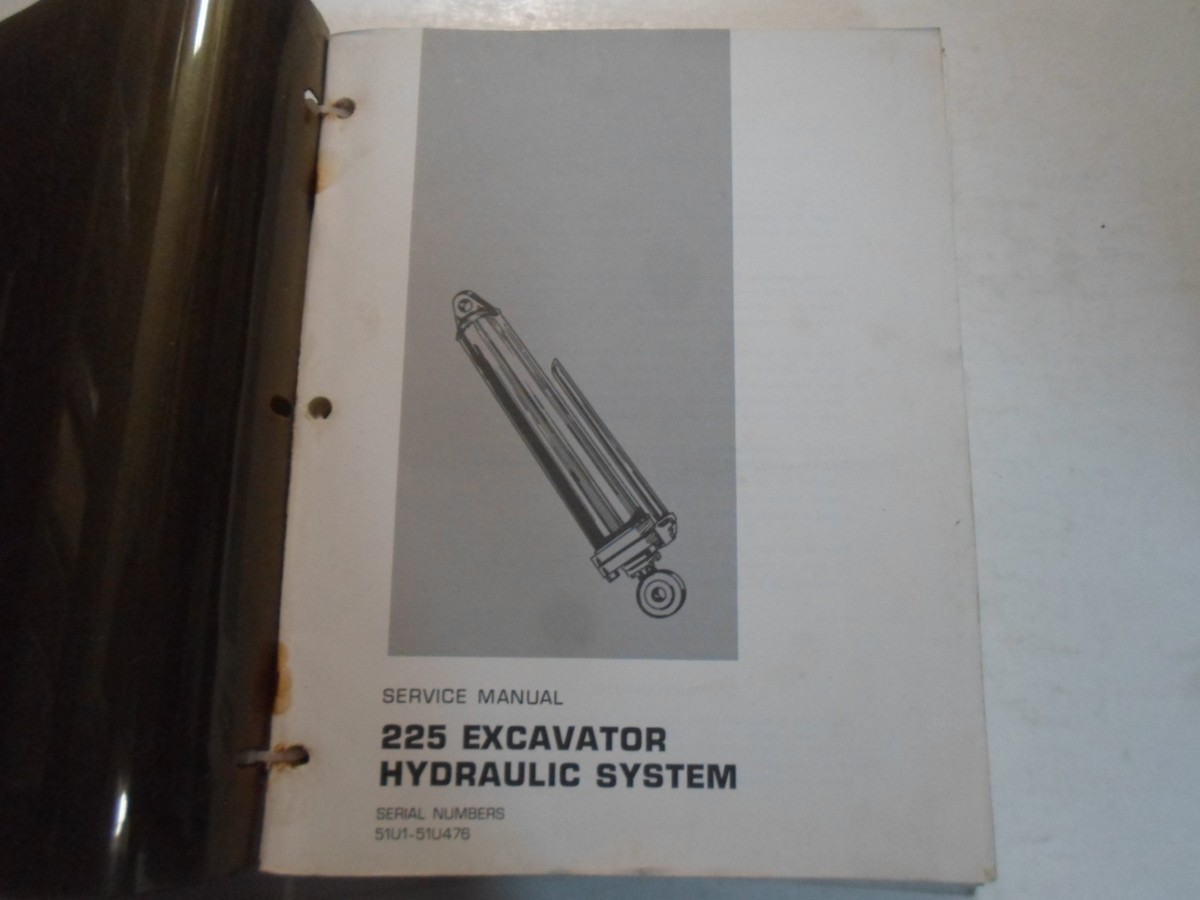 SERVICE MANUAL
225 EXCAVATOR
HYDRAULIC SYSTEM
SERIAL NUMBERS
51U1-51U476